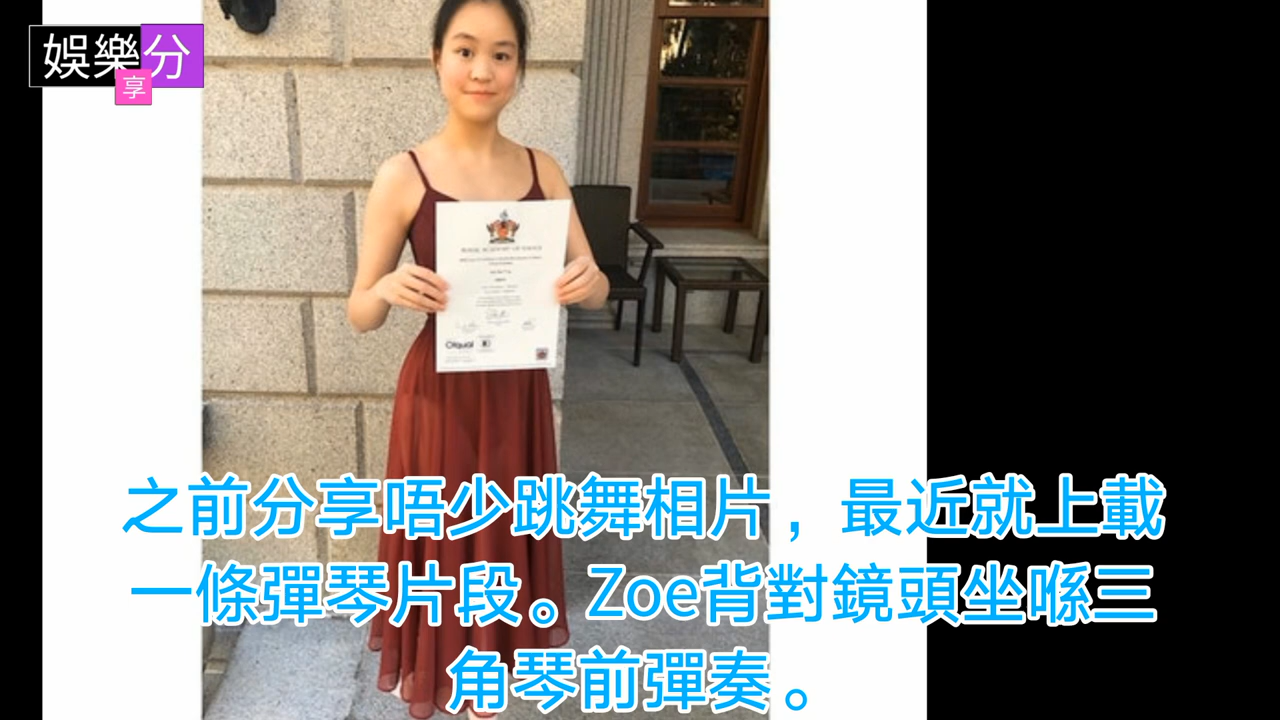 娛樂分
享
ROYAL ACADEMY OF DANCE
Ofqual
之前分享唔少跳舞相片，最近就上載
一條彈琴片段。Zoe背對鏡頭坐喺三
角琴前彈奏。